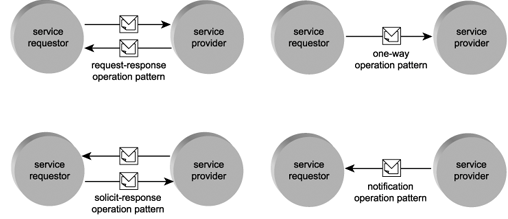 service
requestor
service
provider
request-response
operation pattern
service
requestor
service
provider
one-way
operation pattern
service
requestor
service
provider
solicit-response
operation pattern
service
requestor
service
provider
notification
operation pattern